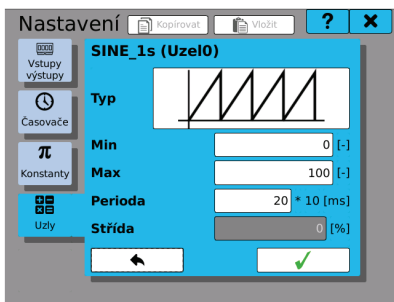 Nastavení
Kopírovat
Vložit
?
SINE_1s (Uzel0)
Vstupy
výstupy
Typ
Časovače
Min
0 [-]
π
Konstanty
Max
100 [-]
Perioda
20 * 10 [ms]
Uzly
Střída
0 [%]